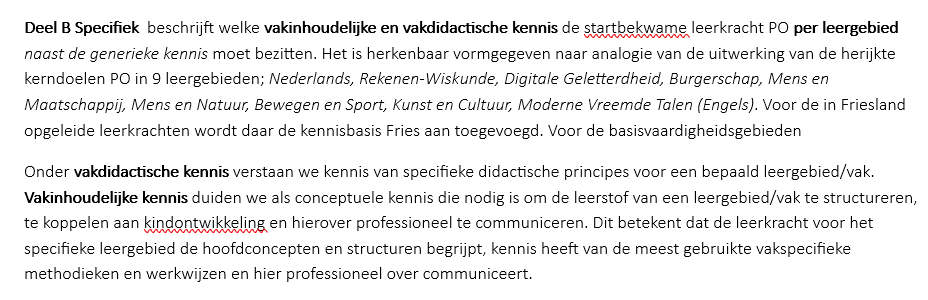 Deel B Specifiek  beschrijft welke vakinhoudelijke en vakdidactische kennis de startbekwame leerkracht PO per leergebied
naast de generieke kennis moet bezitten. Het is herkenbaar vormgegeven naar analogie van de uitwerking van de herijkte
kerndoelen PO in 9 leergebieden; Nederlands, Rekenen-Wiskunde, Digitale Geletterdheid, Burgerschap, Mens en
Maatschappij, Mens en Natuur, Bewegen en Sport, Kunst en Cultuur, Moderne Vreemde Talen (Engels). Voor de in Friesland
opgeleide leerkrachten wordt daar de kennisbasis Fries aan toegevoegd. Voor de basisvaardigheidsgebieden
Onder vakdidactische kennis verstaan we kennis van specifieke didactische principes voor een bepaald leergebied/vak.
Vakinhoudelijke kennis duiden we als conceptuele kennis die nodig is om de leerstof van een leergebied/vak te structureren,
te koppelen aan kindontwikkeling en hierover professioneel te communiceren. Dit betekent dat de leerkracht voor het
specifieke leergebied de hoofdconcepten en structuren begrijpt, kennis heeft van de meest gebruikte vakspecifieke
methodieken en werkwijzen en hier professioneel over communiceert.